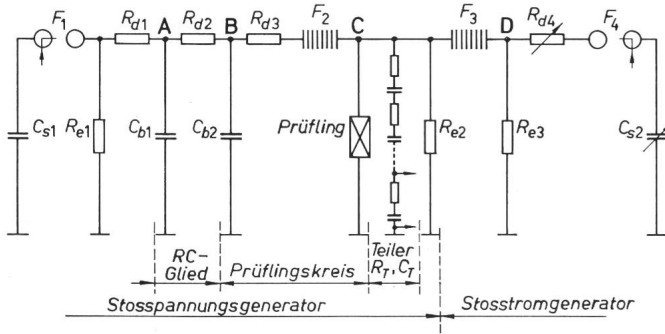 F1 Rd1 A Rd2 B Rd3 F2 C F3 D Rd4 F4
Cs1 Re1 Cb1 Cb2 Prüfling Re2 Re3 Cs2
RC-
Glied
Prüflingskreis
Teiler
RT, CT
Stosspannungsgenerator
Stosstromgenerator